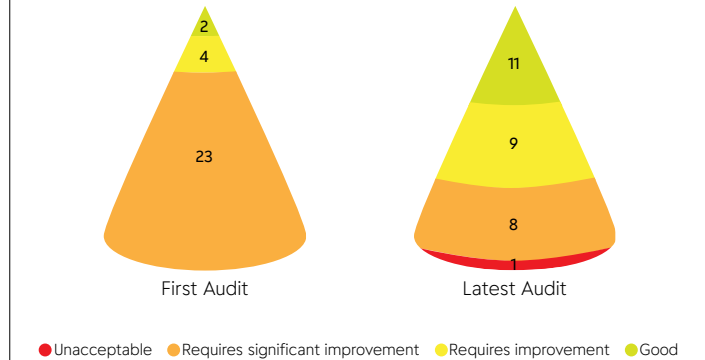 2
4
23
First Audit
11
9
8
1
Latest Audit
Unacceptable Requires significant improvement Requires improvement Good